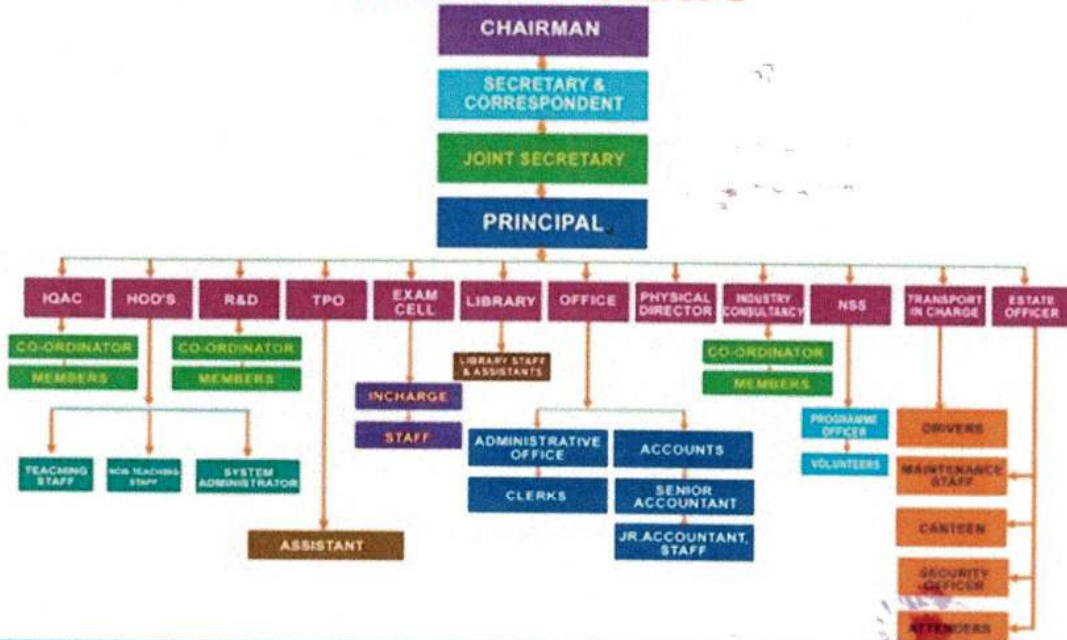 CHAIRMAN
SECRETARY &
CORRESPONDENT
JOINT SECRETARY
PRINCIPAL
IQAC
HOD'S
R&D
TPO
EXAM
CELL
LIBRARY
OFFICE
PHYSICAL
DIRECTOR
INDUSTRY
CONSULTANCY
NSS
TRANSPORT
IN CHARGE
ESTATE
OFFICER
CO-ORDINATOR
MEMBERS
CO-ORDINATOR
MEMBERS
LIBRARY STAFF
& ASSISTANTS
CO-ORDINATOR
MEMBERS
INCHARGE
STAFF
ADMINISTRATIVE
OFFICE
CLERKS
ACCOUNTS
SENIOR
ACCOUNTANT
JR.ACCOUNTANT,
STAFF
PROGRAMME
OFFICER
VOLUNTEERS
DRIVERS
MAINTENANCE
STAFF
CANTEEN
SECURITY
OFFICER
ATTENDERS
TEACHING
STAFF
NON TEACHING
STAFF
SYSTEM
ADMINISTRATOR
ASSISTANT